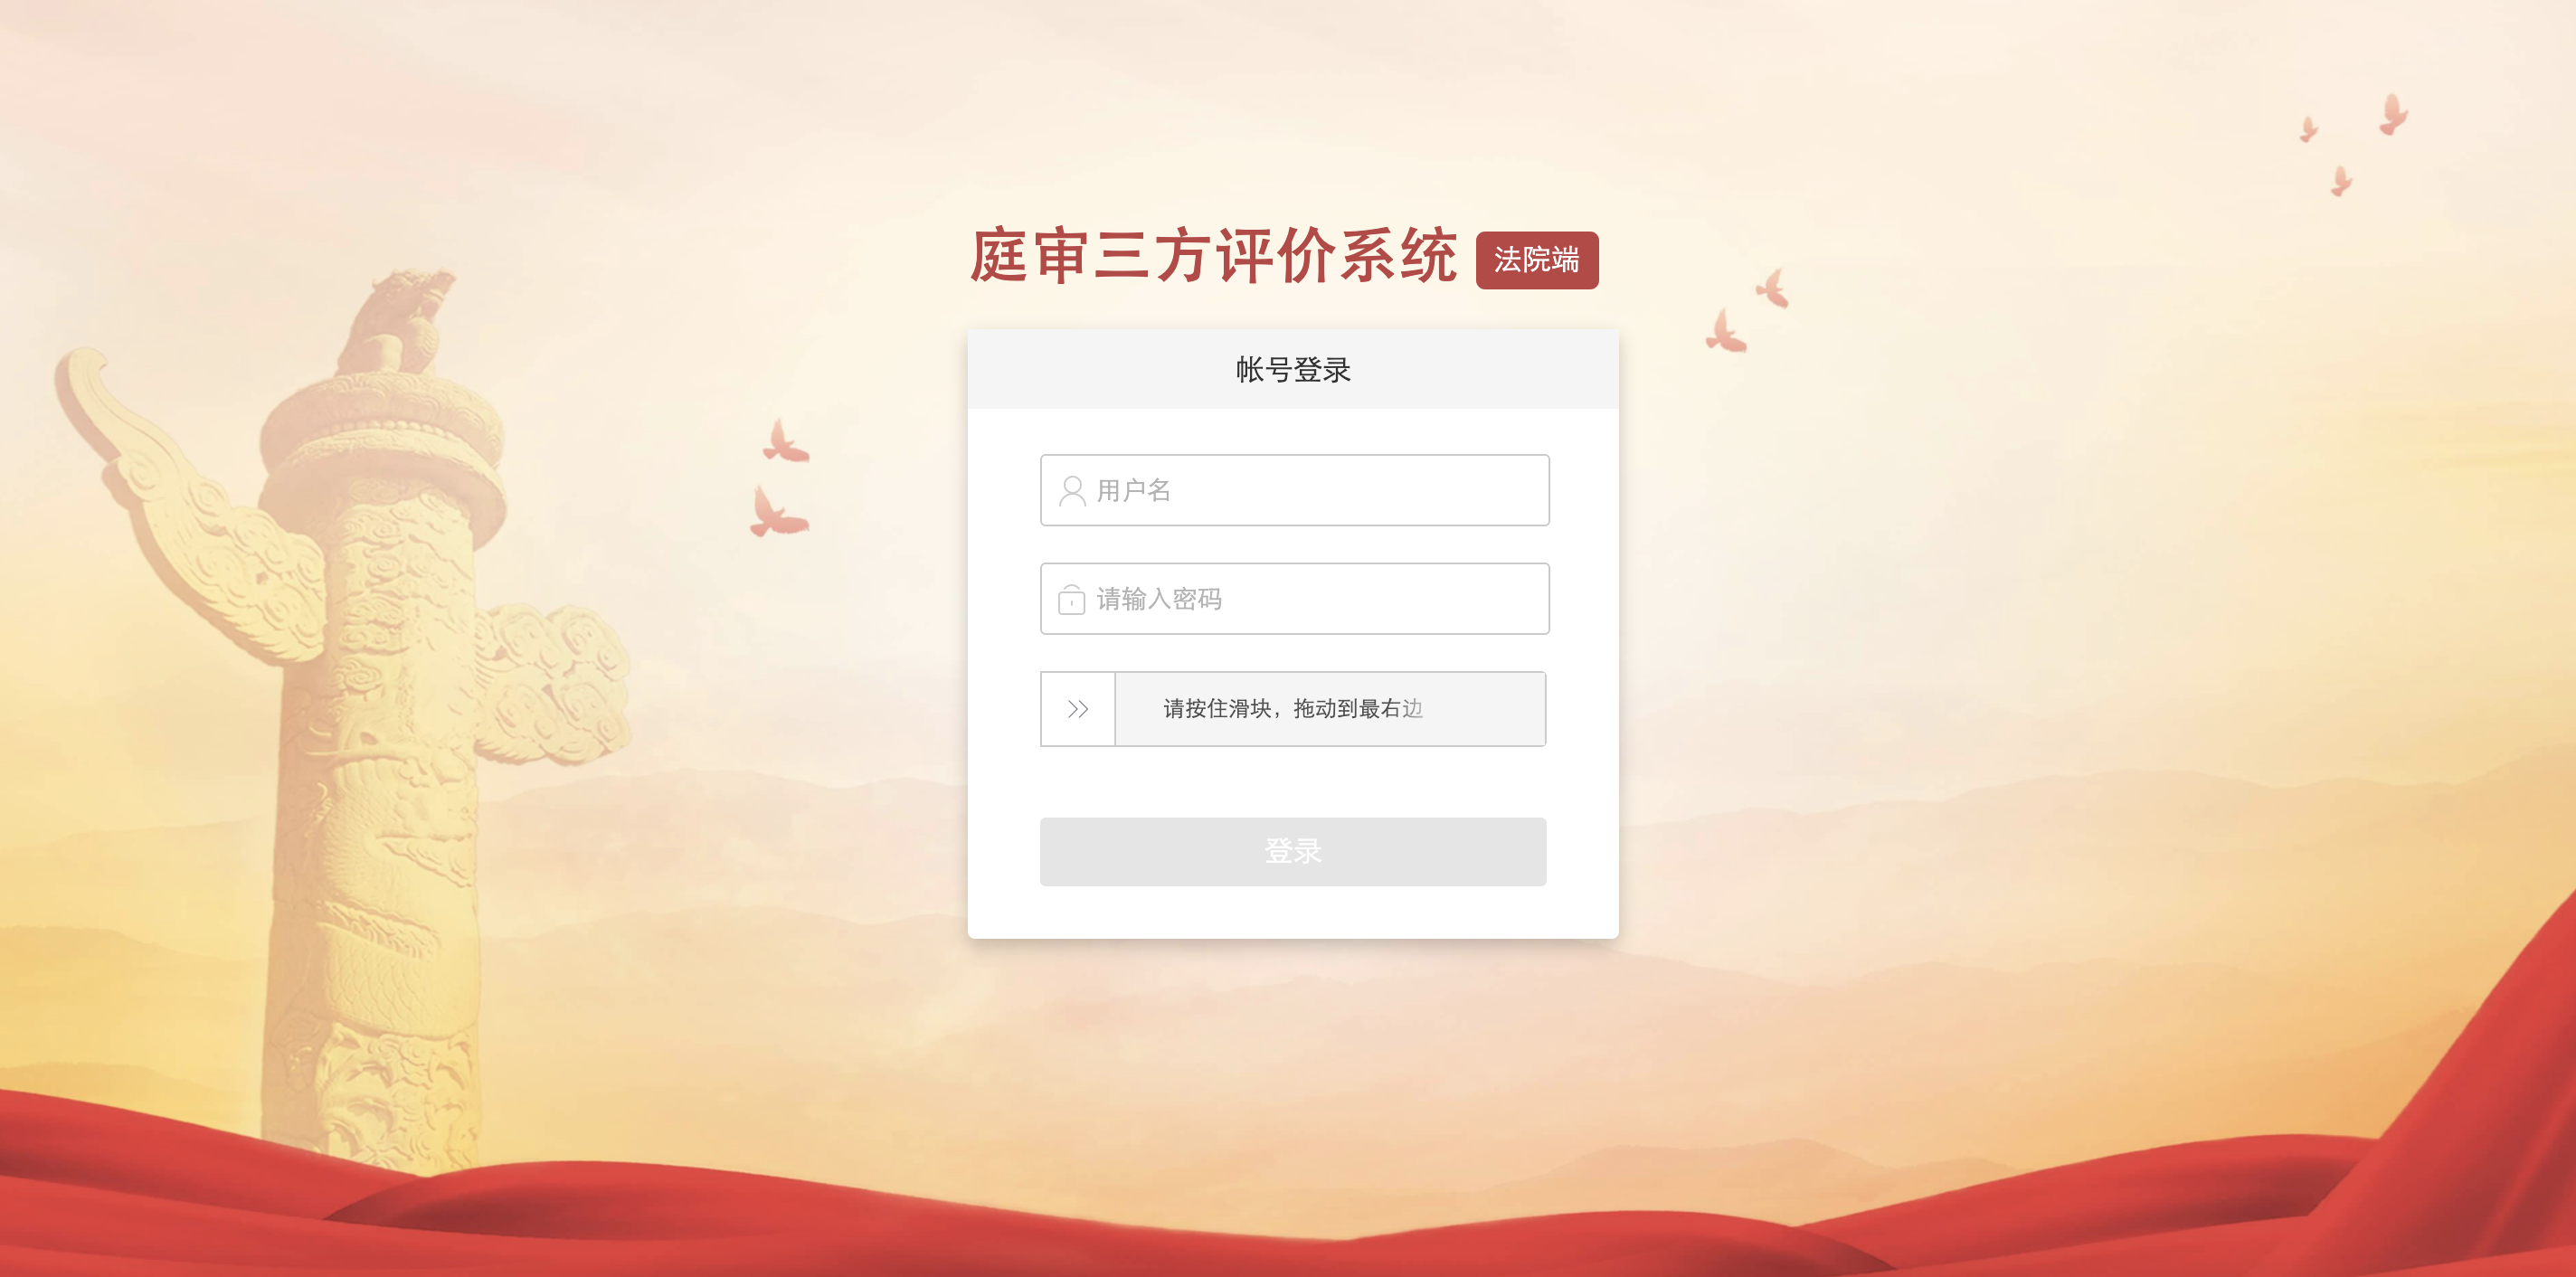 庭审三方评价系统 法院端
帐号登录
用户名
请输入密码
请按住滑块，拖动到最右边
登录